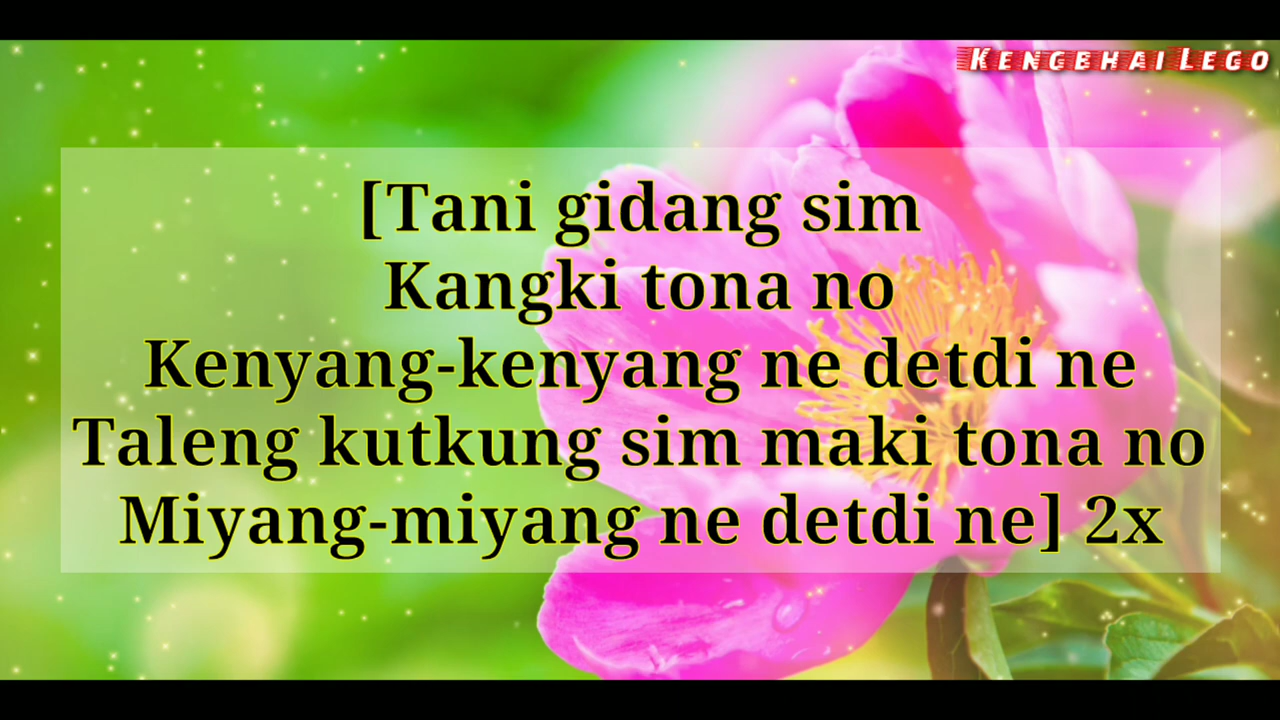 Kengbhai Lego
[Tani gidang sim
Kangki tona no
Kenyang-kenyang ne detdi ne
Taleng kutkung sim maki tona no
Miyang-miyang ne detdi ne] 2x